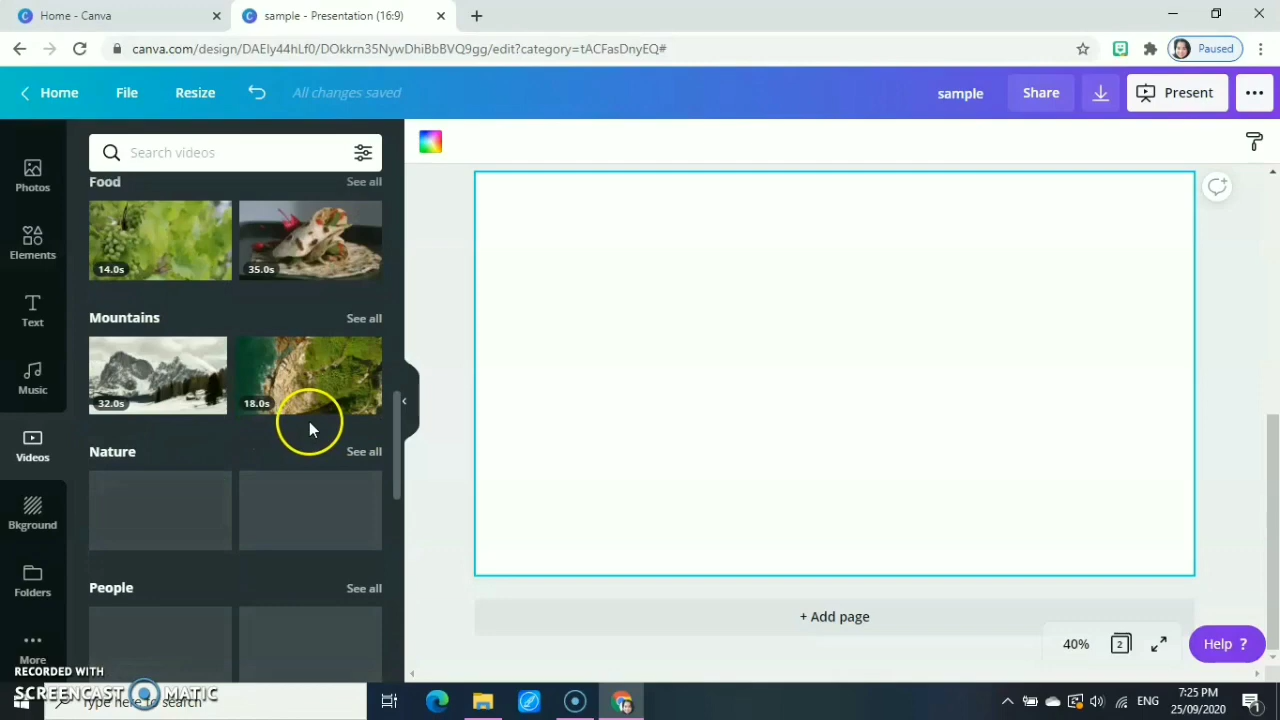 Home - Canva
sample - Presentation (16:9)
canva.com/design/DAEly44hLf0/DOkkrn35NywDhiBbBVQ9gg/edit?category=tACFasDnyEQ#
Paused
Home
File
Resize
All changes saved
sample
Share
Present
Photos
Elements
Text
Music
Videos
Bkground
Folders
More
Search videos
Food
See all
14.0s
35.0s
Mountains
See all
32.0s
18.0s
Nature
See all
People
See all
+ Add page
40%
2
Help ?
RECORDED WITH
SCREENCAST MATIC
Type here to search
ENG
7:25 PM
25/09/2020
1